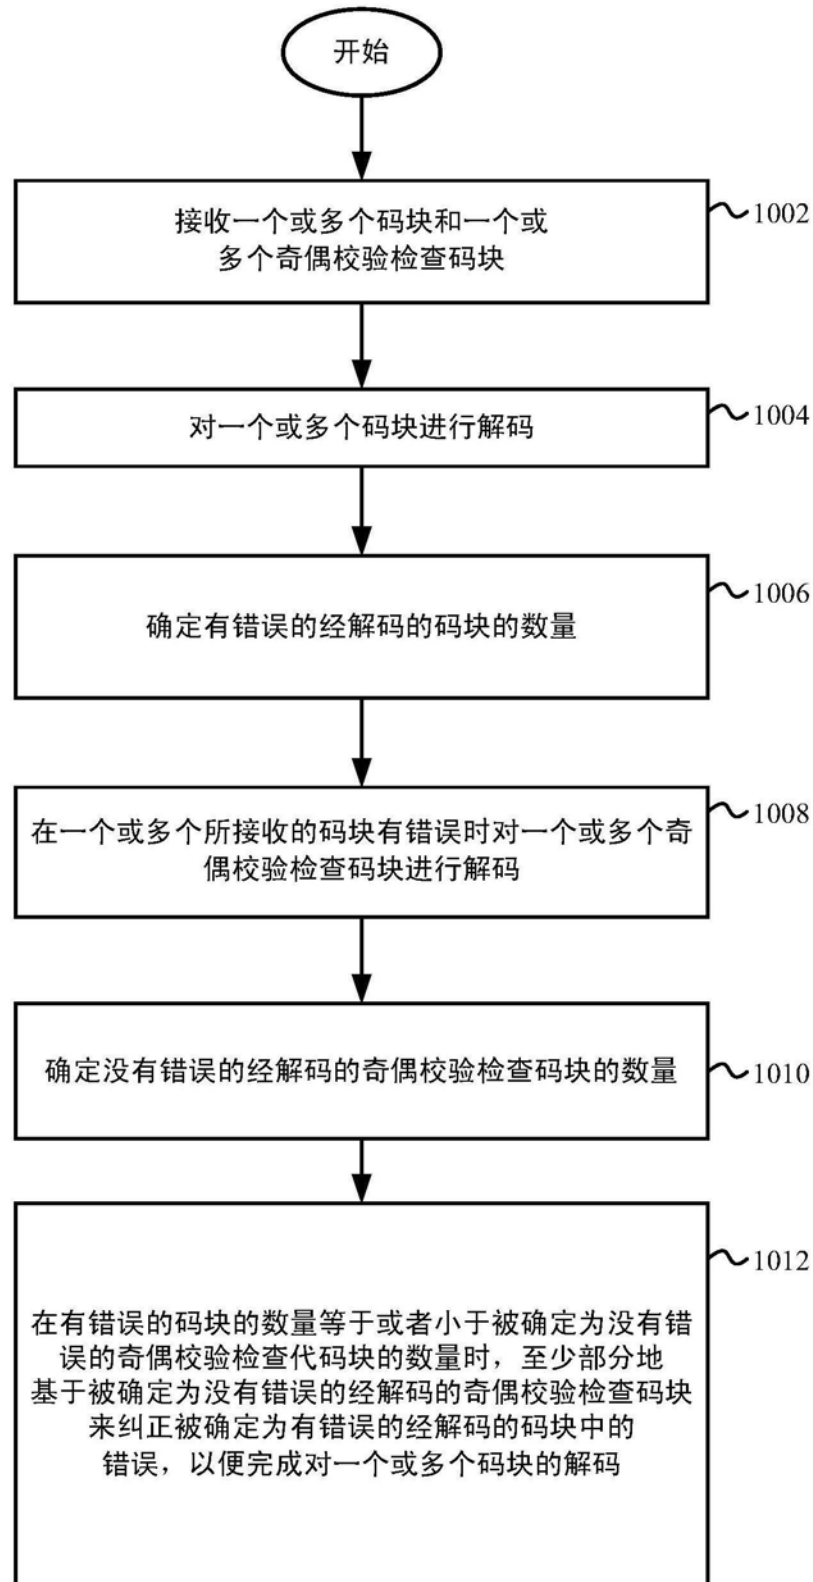 开始
接收一个或多个码块和一个或
多个奇偶校验检查码块
1002
对一个或多个码块进行解码
1004
确定有错误的经解码的码块的数量
1006
在一个或多个所接收的码块有错误时对一个或多个奇
偶校验检查码块进行解码
1008
确定没有错误的经解码的奇偶校验检查码块的数量
1010
在有错误的码块的数量等于或者小于被确定为没有错
误的奇偶校验检查代码块的数量时，至少部分地
基于被确定为没有错误的经解码的奇偶校验检查码块
来纠正被确定为有错误的经解码的码块中的
错误，以便完成对一个或多个码块的解码
1012